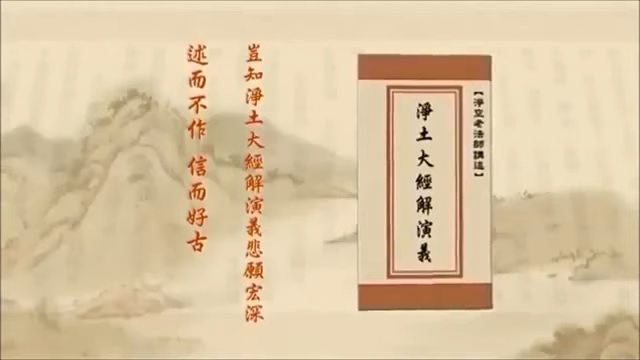 【淨空老法師講述】
淨土大經解演義
豈知淨土大經解演義悲願宏深
述而不作 信而好古